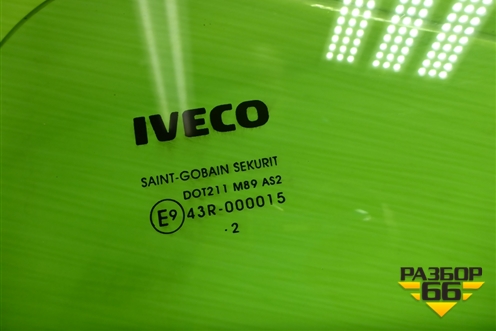 IVECO
SAINT-GOBAIN SEKURIT
DOT211 M89 AS2
E9 43R-000015
. 2
РАЗБОР
66